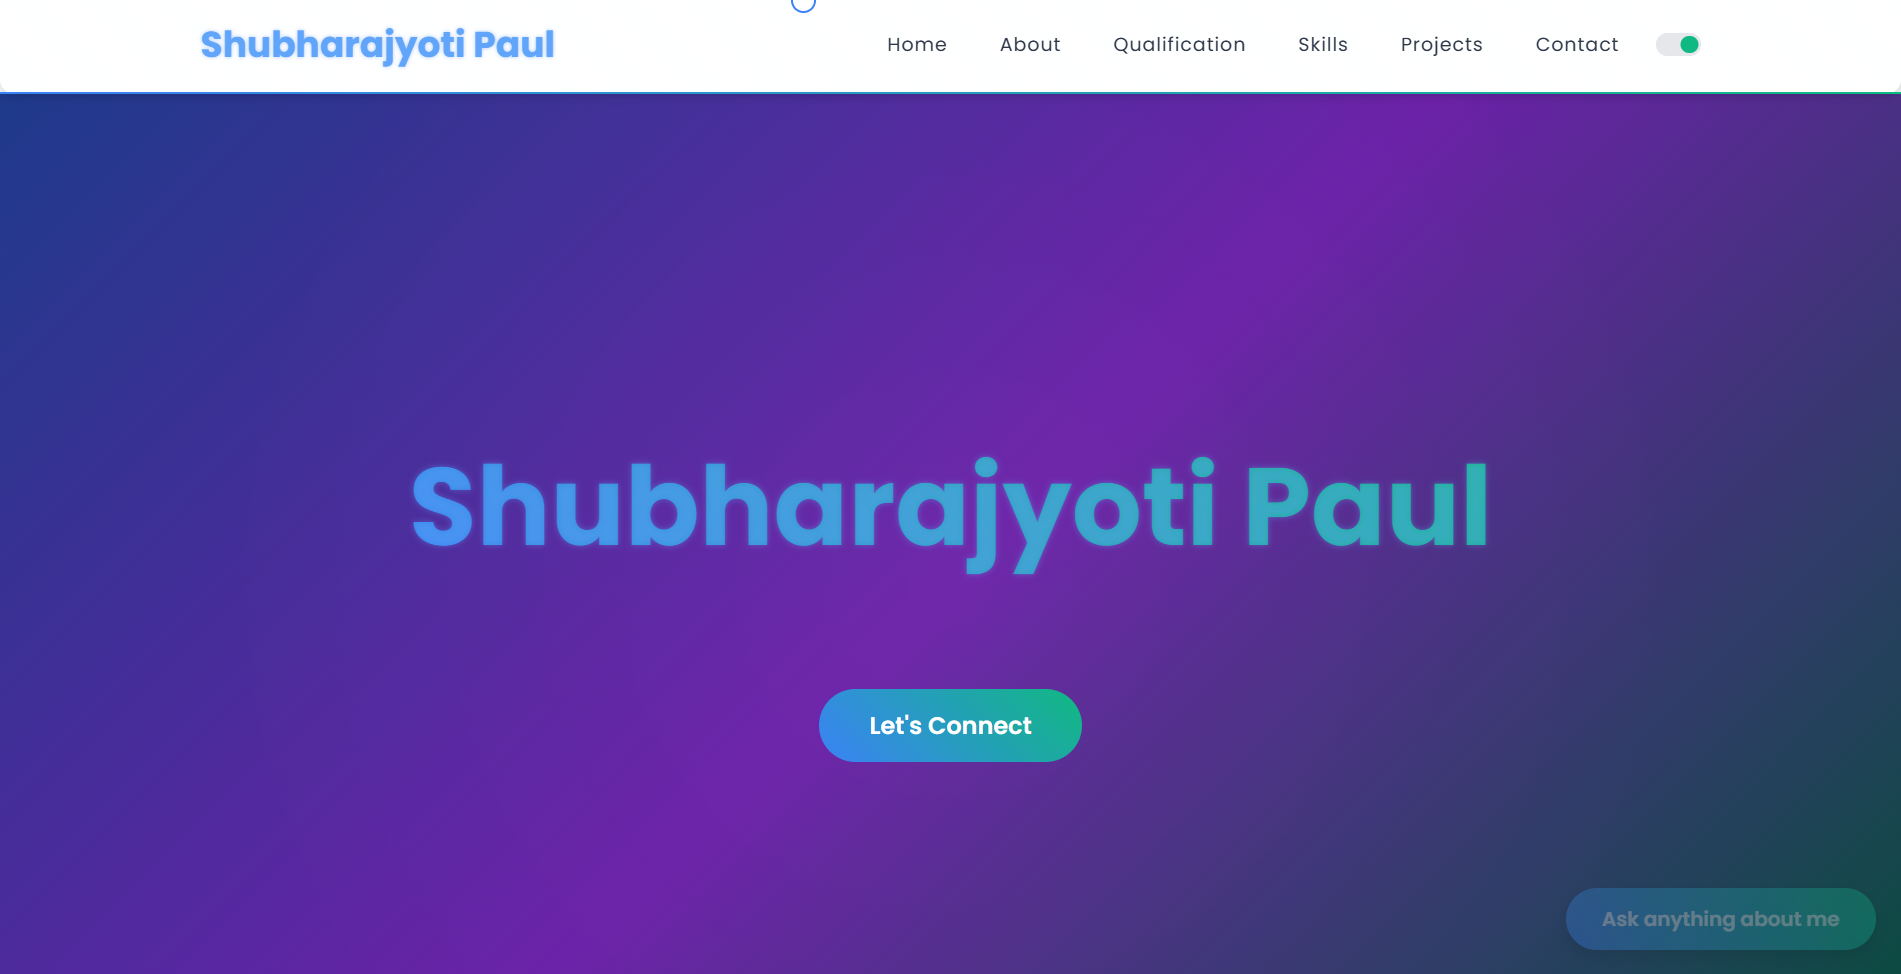 Shubharajyoti Paul
Home
About
Qualification
Skills
Projects
Contact
Shubharajyoti Paul
Let's Connect
Ask anything about me